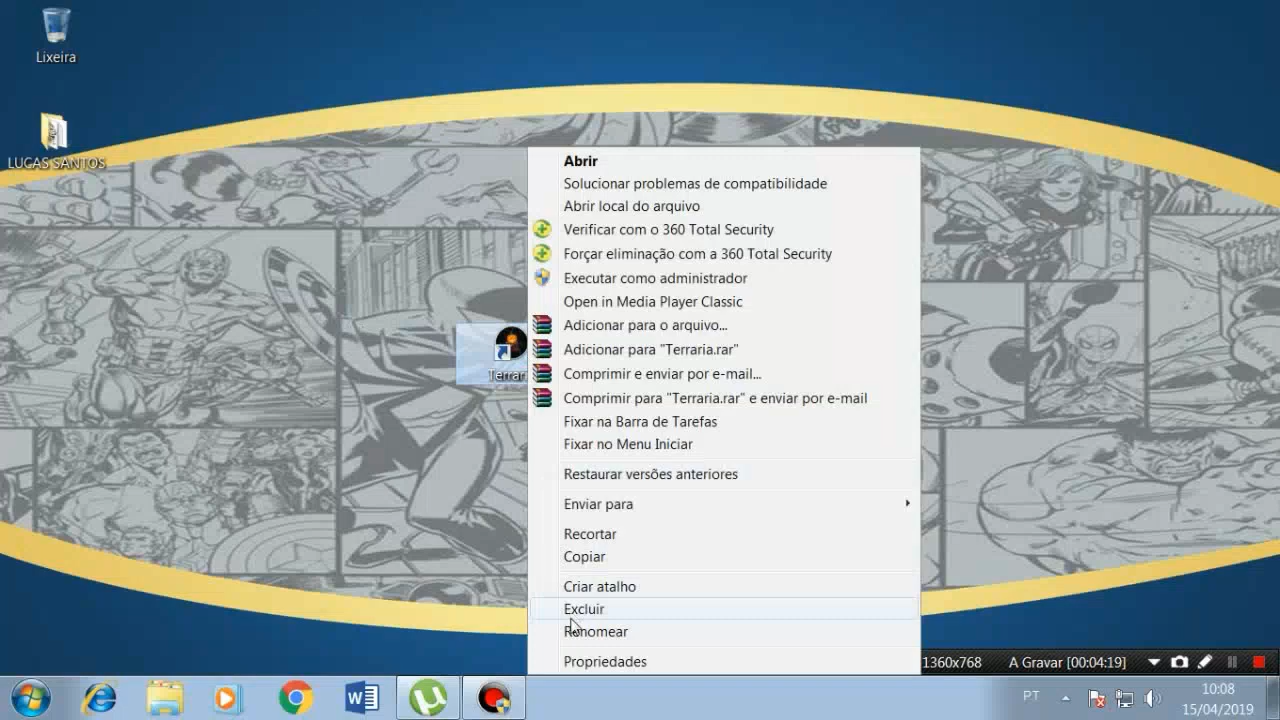 Lixeira
LUCAS SANTOS
Abrir
Solucionar problemas de compatibilidade
Abrir local do arquivo
Verificar com o 360 Total Security
Forçar eliminação com a 360 Total Security
Executar como administrador
Open in Media Player Classic
Adicionar para o arquivo...
Adicionar para "Terraria.rar"
Comprimir e enviar por e-mail...
Comprimir para "Terraria.rar" e enviar por e-mail
Fixar na Barra de Tarefas
Fixar no Menu Iniciar
Restaurar versões anteriores
Enviar para
Recortar
Copiar
Criar atalho
Excluir
Renomear
Propriedades
Terrari
1360x768 A Gravar [00:04:19]
PT
10:08
15/04/2019